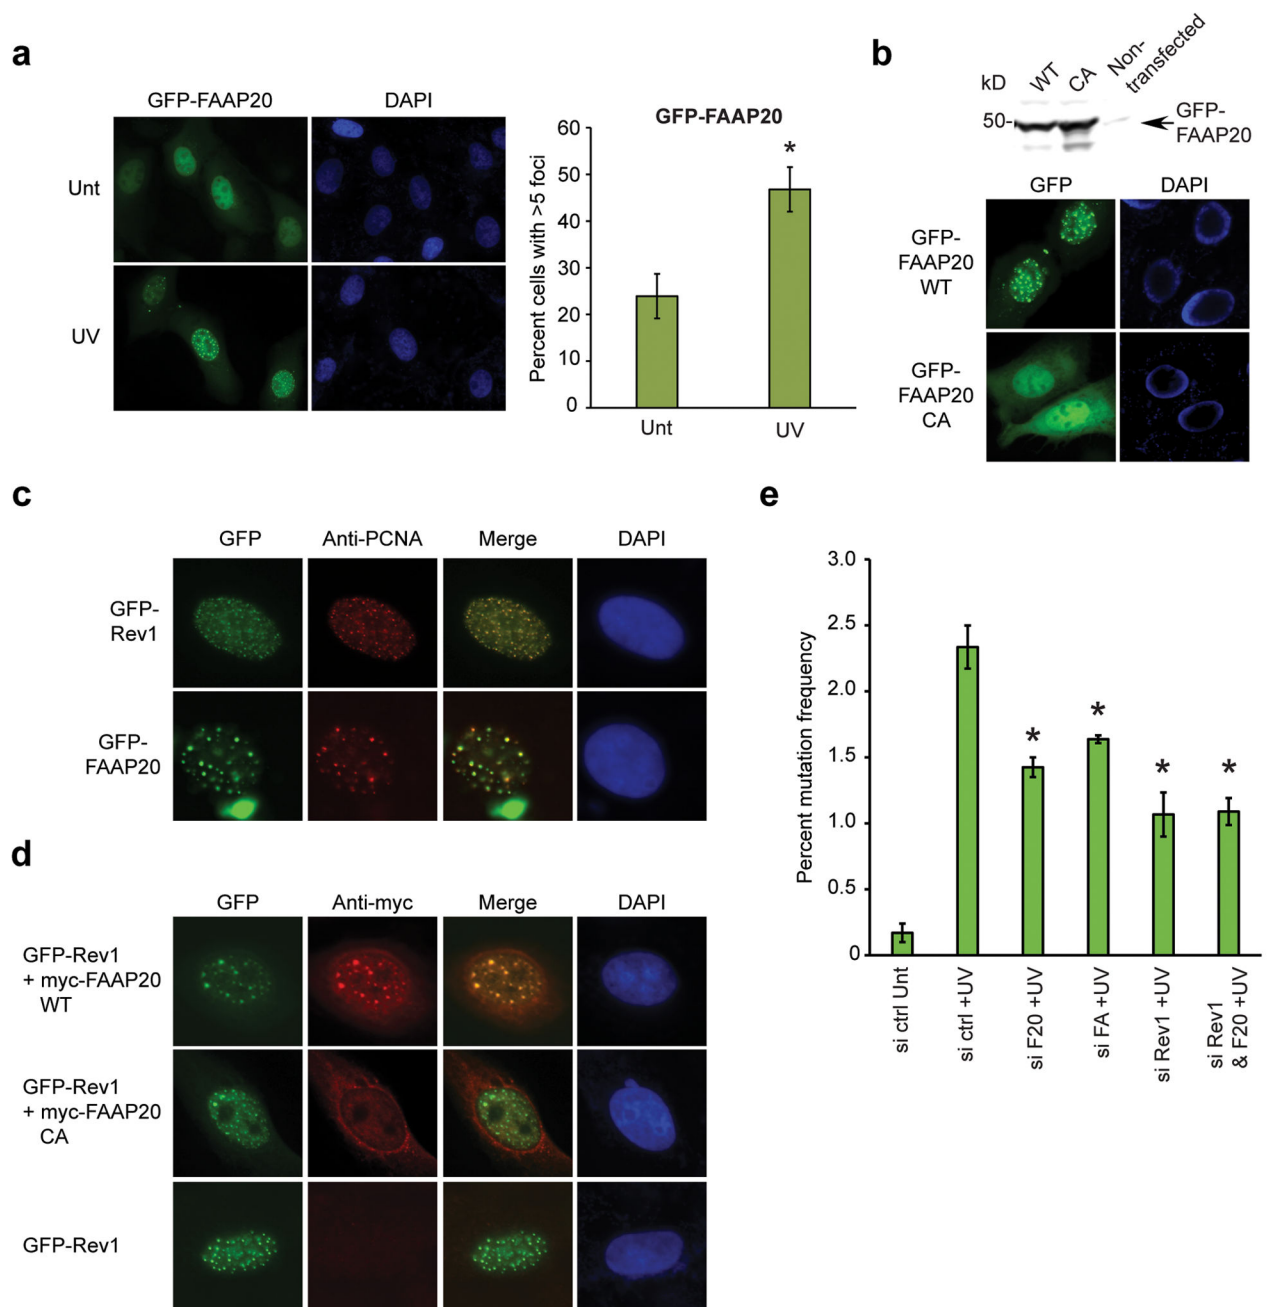 a
GFP-FAAP20 DAPI
Unt
UV
GFP-FAAP20
Percent cells with >5 foci
60
50
40
30
20
10
0
*
Unt UV
b
kD WT CA Non-
transfected
50-
GFP-
FAAP20
GFP DAPI
GFP-
FAAP20
WT
GFP-
FAAP20
CA
c
GFP Anti-PCNA Merge DAPI
GFP-
Rev1
GFP-
FAAP20
d
GFP Anti-myc Merge DAPI
GFP-Rev1
+ myc-FAAP20
WT
GFP-Rev1
+ myc-FAAP20
CA
GFP-Rev1
e
Percent mutation frequency
3.0
2.5
2.0
1.5
1.0
0.5
0
* * * *
si ctrl Unt
si ctrl +UV
si F20 +UV
si FA +UV
si Rev1 +UV
si Rev1
& F20 +UV